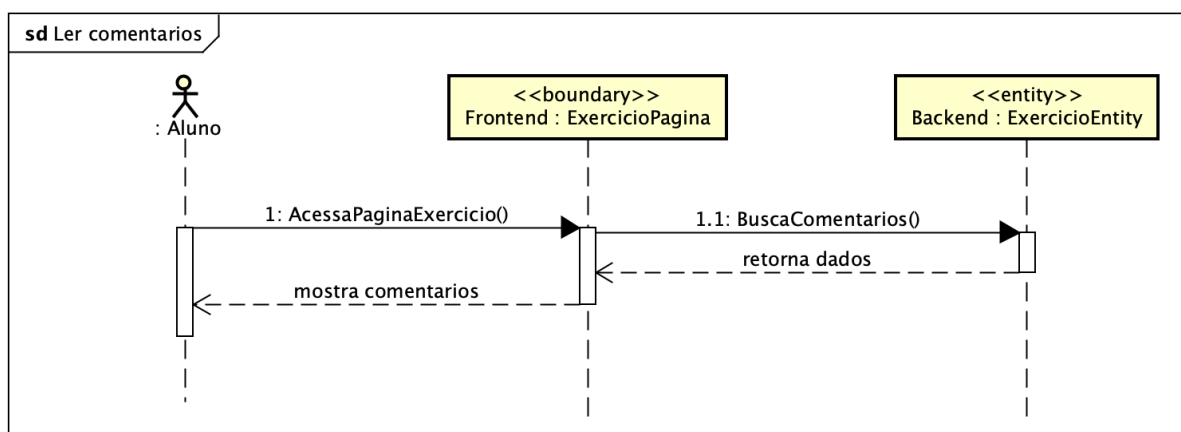 sd Ler comentarios
: Aluno
<<boundary>>
Frontend : ExercicioPagina
<<entity>>
Backend : ExercicioEntity
1: AcessaPaginaExercicio()
1.1: BuscaComentarios()
retorna dados
mostra comentarios